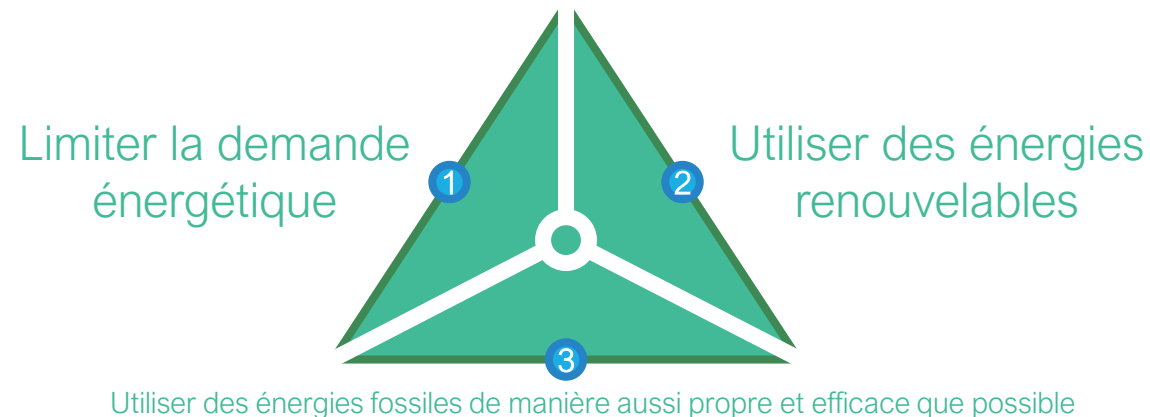 Limiter la demande
énergétique
1
2
Utiliser des énergies
renouvelables
3
Utiliser des énergies fossiles de manière aussi propre et efficace que possible